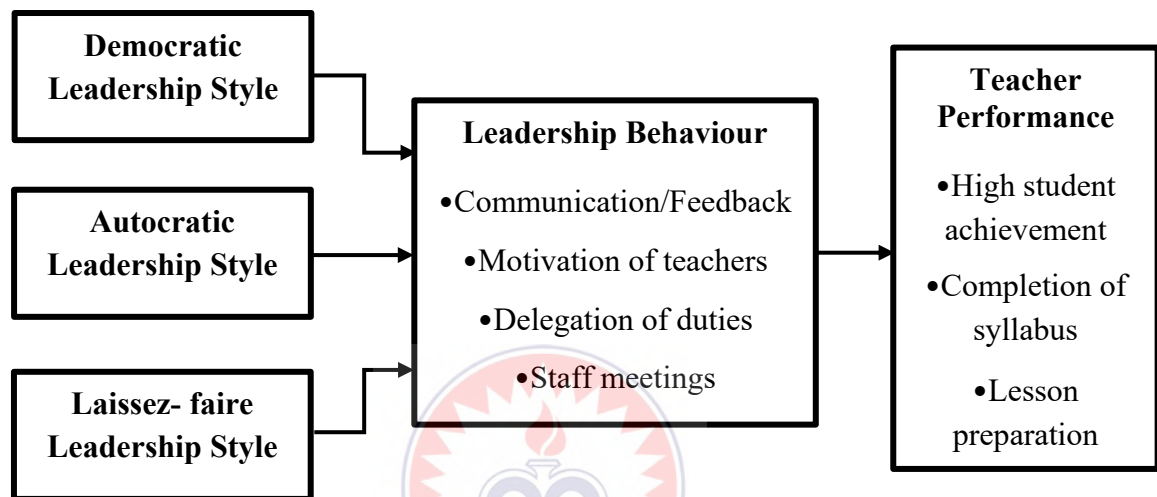 Democratic
Leadership Style
Autocratic
Leadership Style
Laissez- faire
Leadership Style
Leadership Behaviour
•Communication/Feedback
•Motivation of teachers
•Delegation of duties
•Staff meetings
Teacher
Performance
•High student
achievement
•Completion of
syllabus
•Lesson
preparation